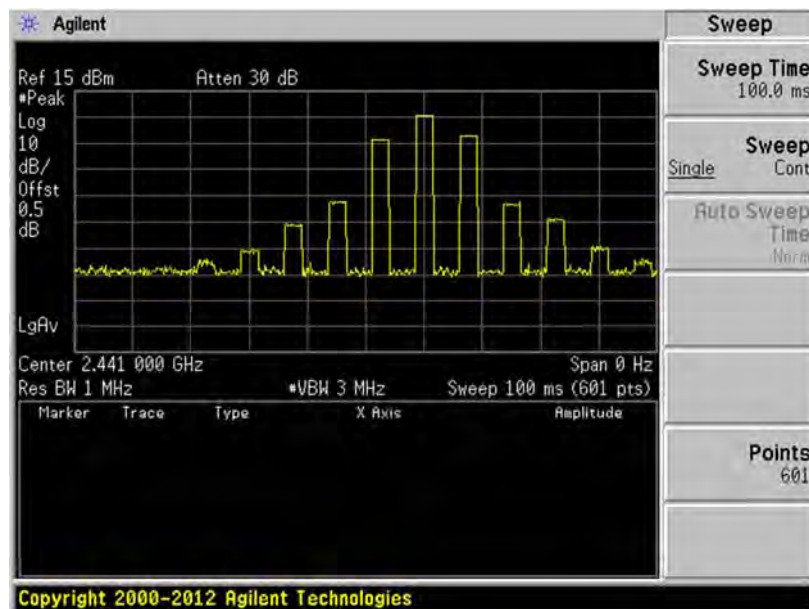 Agilent
Sweep
Ref 15 dBm Atten 30 dB
#Peak
Log
10
dB/
Offst
0.5
dB
LgAv
Center 2.441 000 GHz Span 0 Hz
Res BW 1 MHz #VBW 3 MHz Sweep 100 ms (601 pts)
Marker Trace Type X Axis Amplitude
Sweep Time
100.0 ms
Sweep
Single Cont
Auto Sweep
Time
Norm
Points
601
Copyright 2000-2012 Agilent Technologies